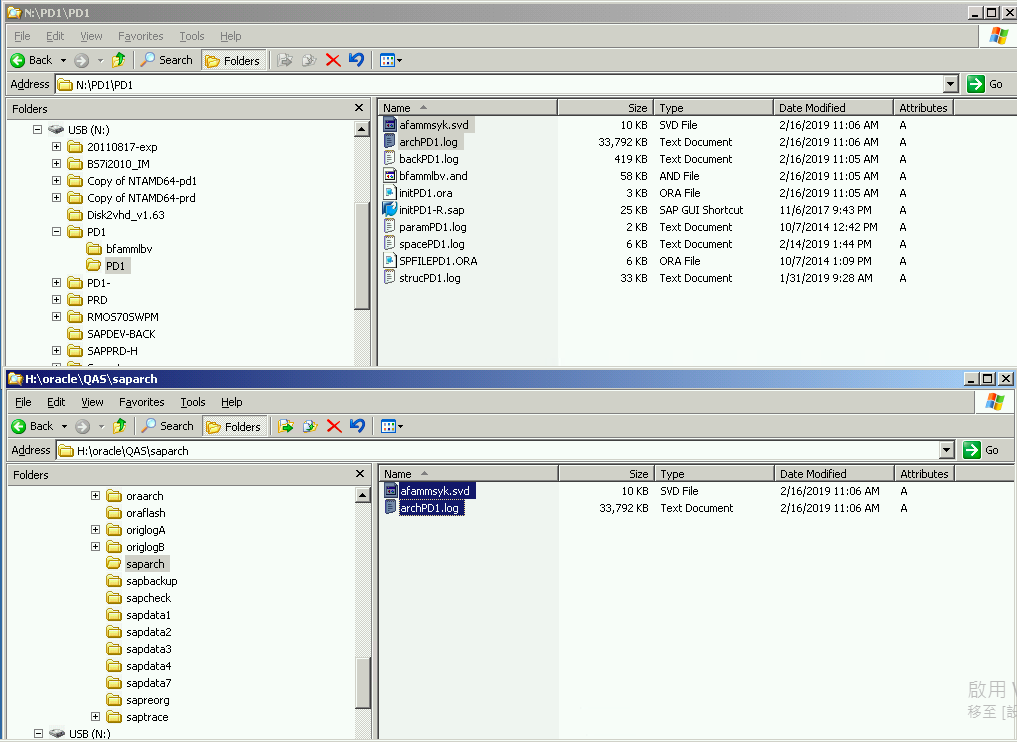 N:\PD1\PD1
File Edit View Favorites Tools Help
Back Search Folders
Address N:\PD1\PD1 Go
Folders
USB (N:)
20110817-exp
BS7i2010_IM
Copy of NTAMD64-pd1
Copy of NTAMD64-prd
Disk2vhd_v1.63
PD1
bfammlbv
PD1
PD1-
PRD
RMOS70SWPM
SAPDEV-BACK
SAPPRD-H
Name Size Type Date Modified Attributes
afammsyk.svd 10 KB SVD File 2/16/2019 11:06 AM A
archPD1.log 33,792 KB Text Document 2/16/2019 11:06 AM A
backPD1.log 419 KB Text Document 2/16/2019 11:05 AM A
bfammlbv.and 58 KB AND File 2/16/2019 11:05 AM A
initPD1.ora 3 KB ORA File 2/16/2019 11:05 AM A
initPD1-R.sap 25 KB SAP GUI Shortcut 11/6/2017 9:43 PM A
paramPD1.log 2 KB Text Document 10/7/2014 12:42 PM A
spacePD1.log 6 KB Text Document 2/14/2019 1:44 PM A
SPFILEPD1.ORA 6 KB ORA File 10/7/2014 1:09 PM A
strucPD1.log 33 KB Text Document 1/31/2019 9:28 AM A
H:\oracle\QAS\saparch
File Edit View Favorites Tools Help
Back Search Folders
Address H:\oracle\QAS\saparch Go
Folders
oraarch
oraflash
origlogA
origlogB
saparch
sapbackup
sapcheck
sapdata1
sapdata2
sapdata3
sapdata4
sapdata7
sapreorg
saptrace
USB (N:)
Name Size Type Date Modified Attributes
afammsyk.svd 10 KB SVD File 2/16/2019 11:06 AM A
archPD1.log 33,792 KB Text Document 2/16/2019 11:06 AM A
啟用
移至 [設